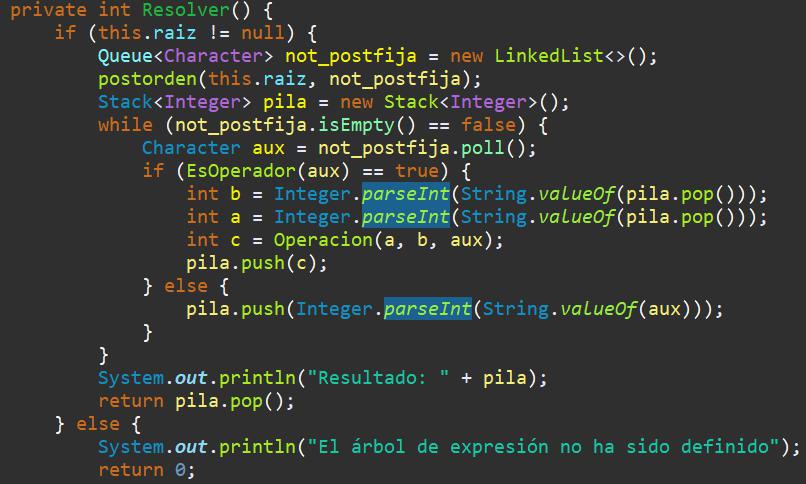 private int Resolver() {
    if (this.raiz != null) {
        Queue<Character> not_postfija = new LinkedList<>();
        postorden(this.raiz, not_postfija);
        Stack<Integer> pila = new Stack<Integer>();
        while (not_postfija.isEmpty() == false) {
            Character aux = not_postfija.poll();
            if (EsOperador(aux) == true) {
                int b = Integer.parseInt(String.valueOf(pila.pop()));
                int a = Integer.parseInt(String.valueOf(pila.pop()));
                int c = Operacion(a, b, aux);
                pila.push(c);
            } else {
                pila.push(Integer.parseInt(String.valueOf(aux)));
            }
        }
        System.out.println("Resultado: " + pila);
        return pila.pop();
    } else {
        System.out.println("El árbol de expresión no ha sido definido");
        return 0;